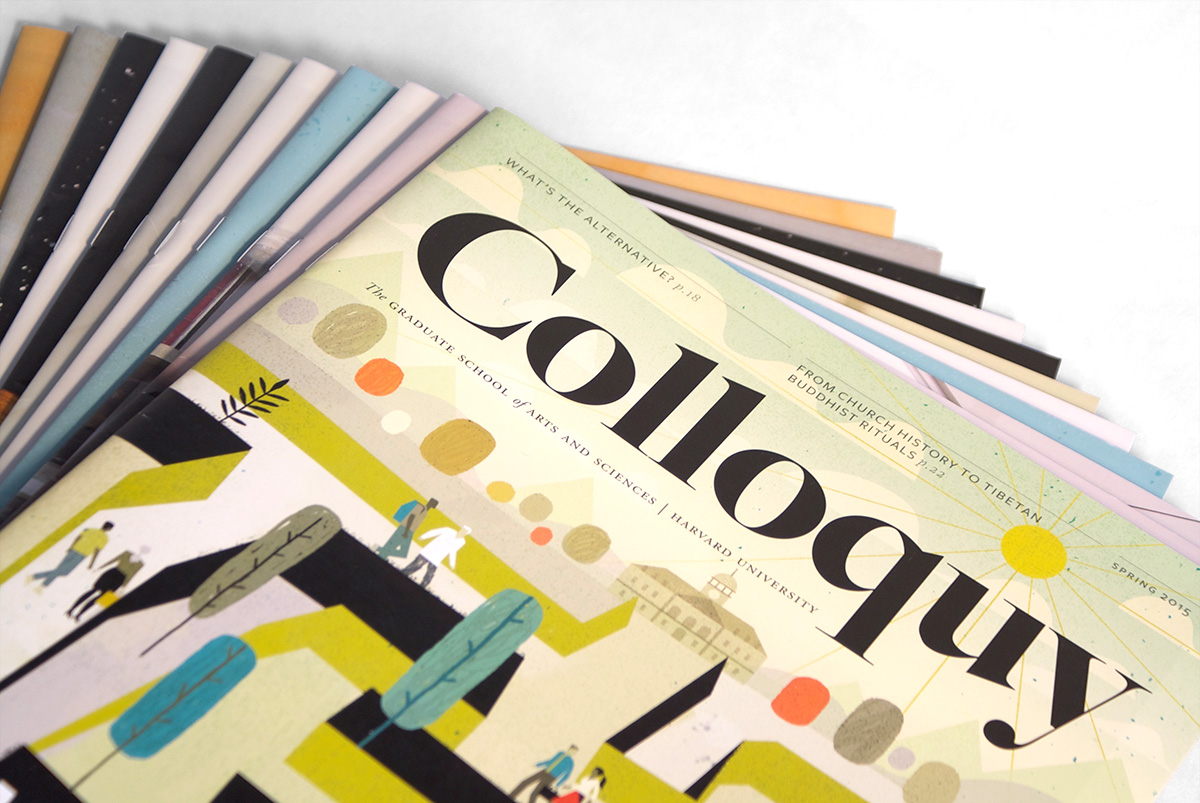 WHAT'S THE ALTERNATIVE? p.18
FROM CHURCH HISTORY TO TIBETAN
BUDDHIST RITUALS p.22
SPRING 2015
Colloquy
The GRADUATE SCHOOL of ARTS AND SCIENCES | HARVARD UNIVERSITY